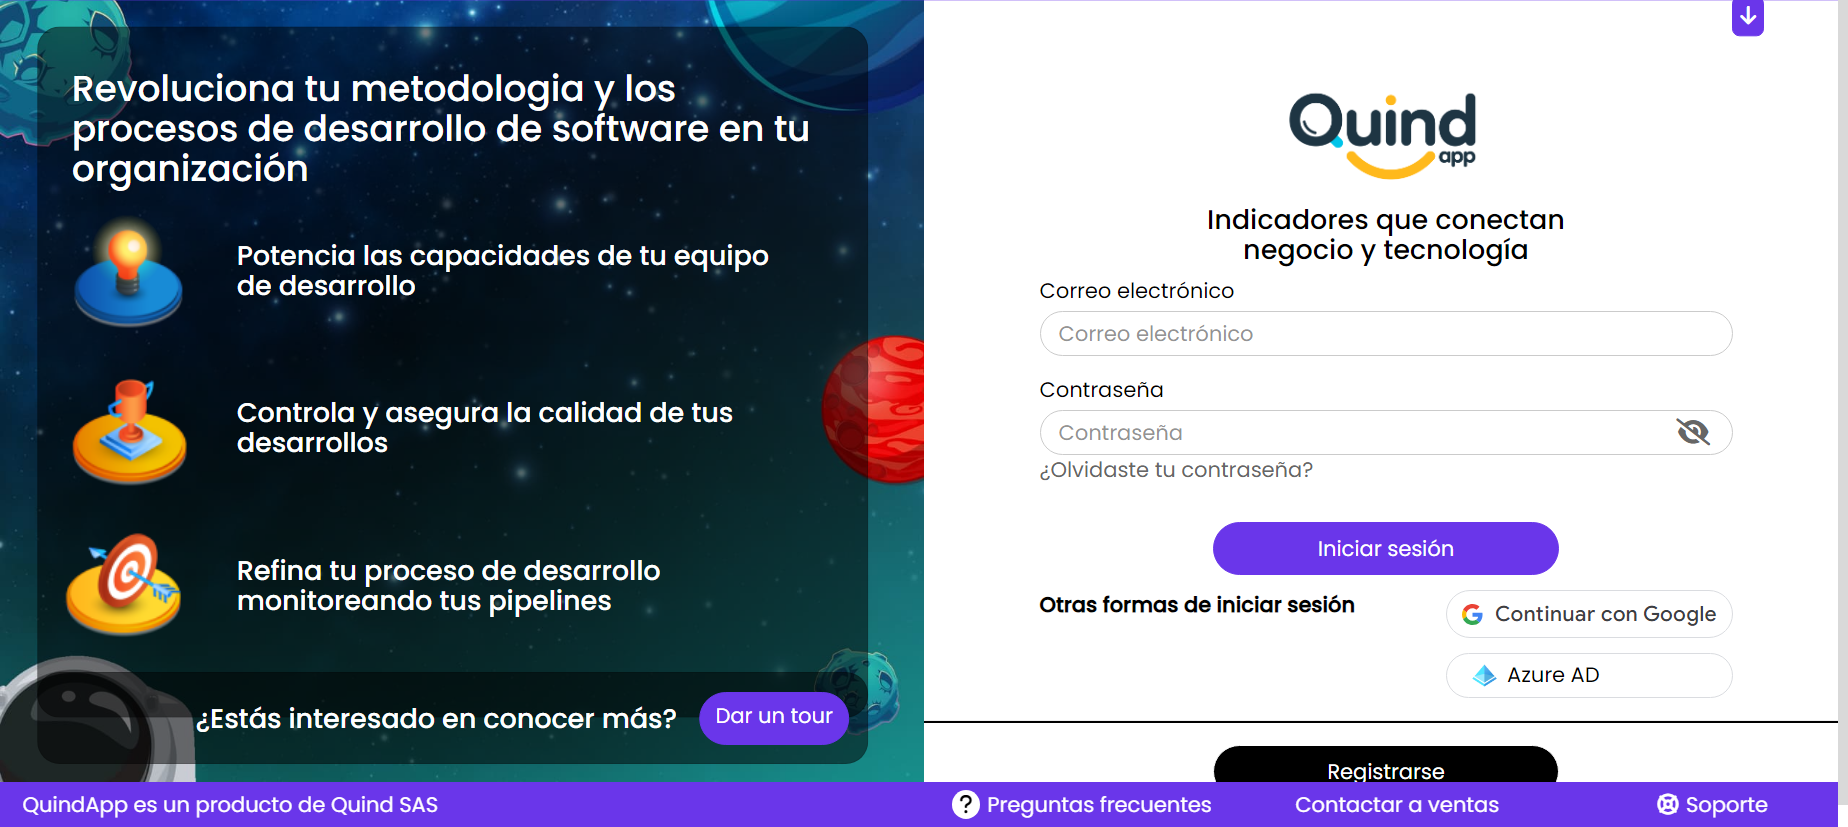 Revoluciona tu metodologia y los
procesos de desarrollo de software en tu
organización
Potencia las capacidades de tu equipo
de desarrollo
Controla y asegura la calidad de tus
desarrollos
Refina tu proceso de desarrollo
monitoreando tus pipelines
¿Estás interesado en conocer más?
Dar un tour
Quind
app
Indicadores que conectan
negocio y tecnología
Correo electrónico
Correo electrónico
Contraseña
Contraseña
¿Olvidaste tu contraseña?
Iniciar sesión
Otras formas de iniciar sesión
Continuar con Google
Azure AD
Registrarse
QuindApp es un producto de Quind SAS
? Preguntas frecuentes
Contactar a ventas
Soporte